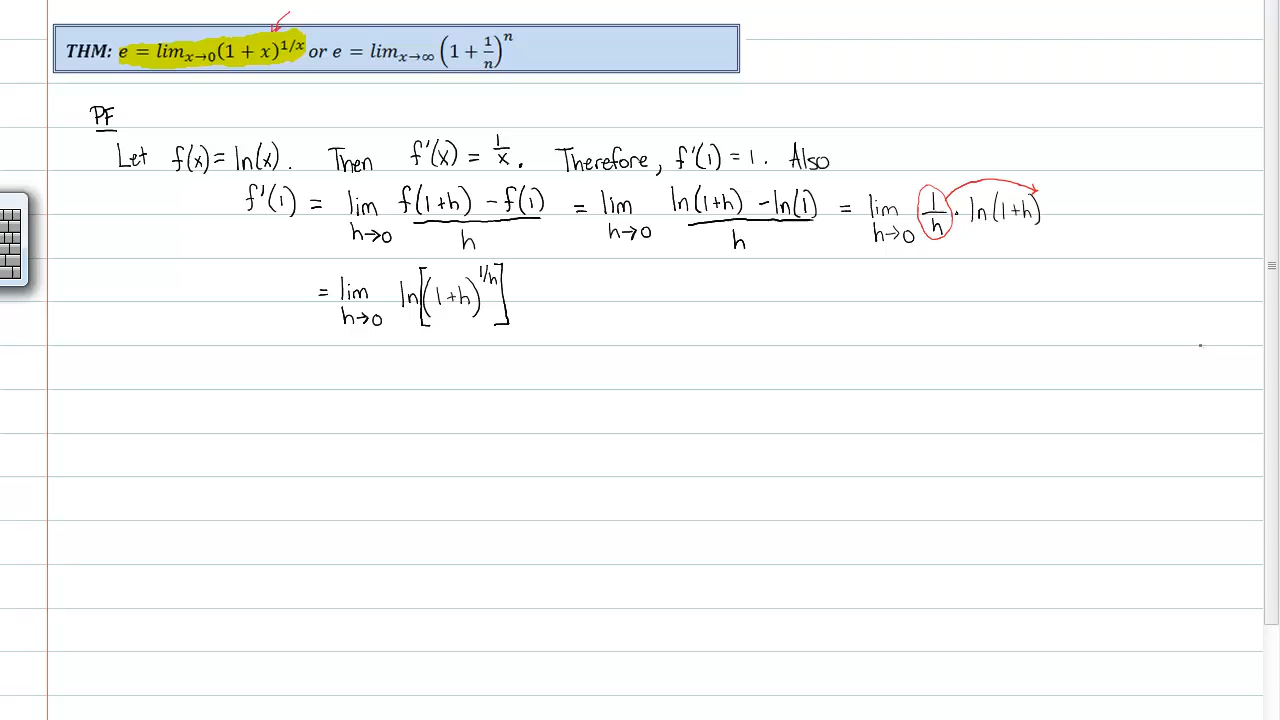 THM: e = lim_{x→0}(1 + x)^{1/x} or e = lim_{x→∞} (1 + 1/n)^n
PF
Let f(x) = ln(x). Then f'(x) = 1/x. Therefore, f'(1) = 1. Also
f'(1) = lim_{h→0} (f(1+h) - f(1))/h = lim_{h→0} (ln(1+h) - ln(1))/h = lim_{h→0} 1/h · ln(1+h)
= lim_{h→0} ln[(1+h)^{1/h}]